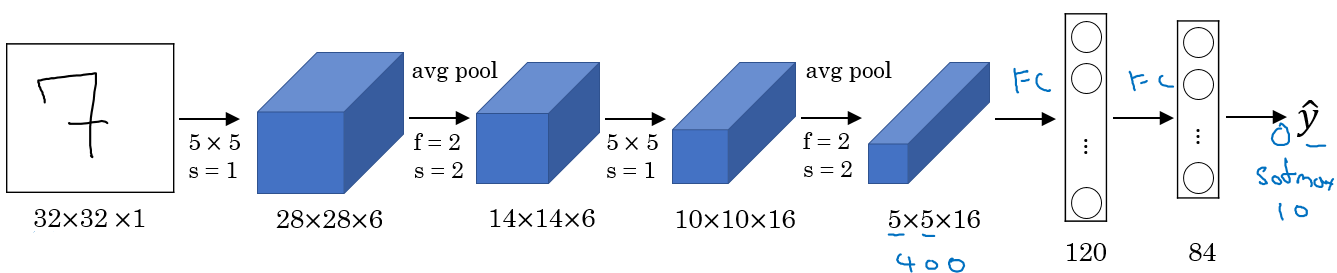 7
32×32 ×1
5 × 5
s = 1
28×28×6
avg pool
f = 2
s = 2
14×14×6
5 × 5
s = 1
10×10×16
avg pool
f = 2
s = 2
5×5×16
400
FC
⋮
120
FC
⋮
84
ŷ
Softmax
10